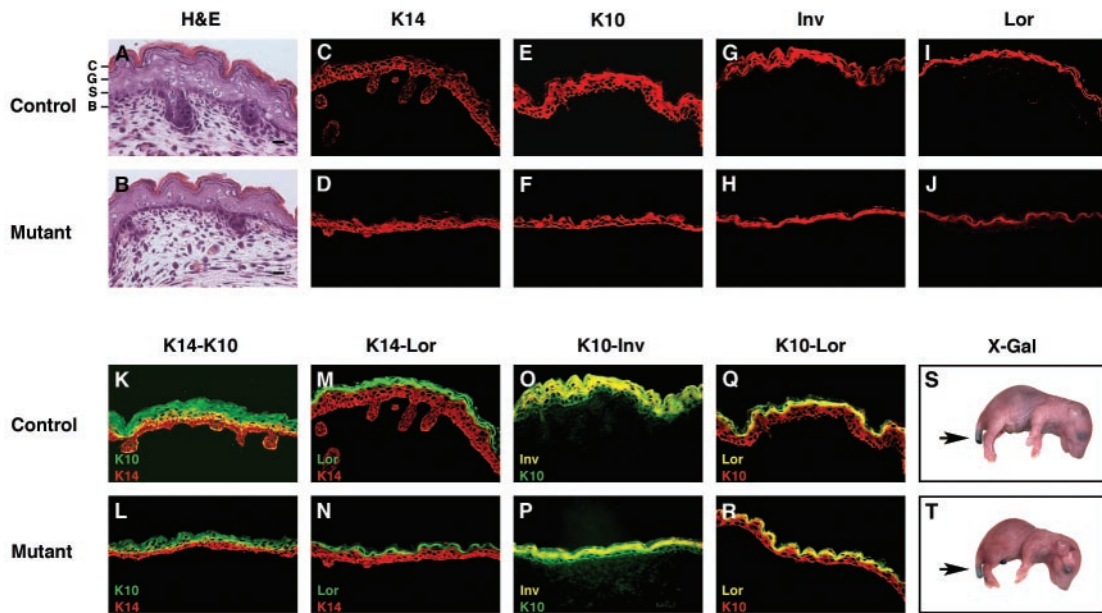 H&E K14 K10 Inv Lor
A C E G I
C
G
S
B
Control
B D F H J
Mutant
K14-K10 K14-Lor K10-Inv K10-Lor X-Gal
K M O Q S
Control
K10 Lor Inv Lor
K14 K14 K10 K10
L N P R T
Mutant
K10 Lor Inv Lor
K14 K14 K10 K10